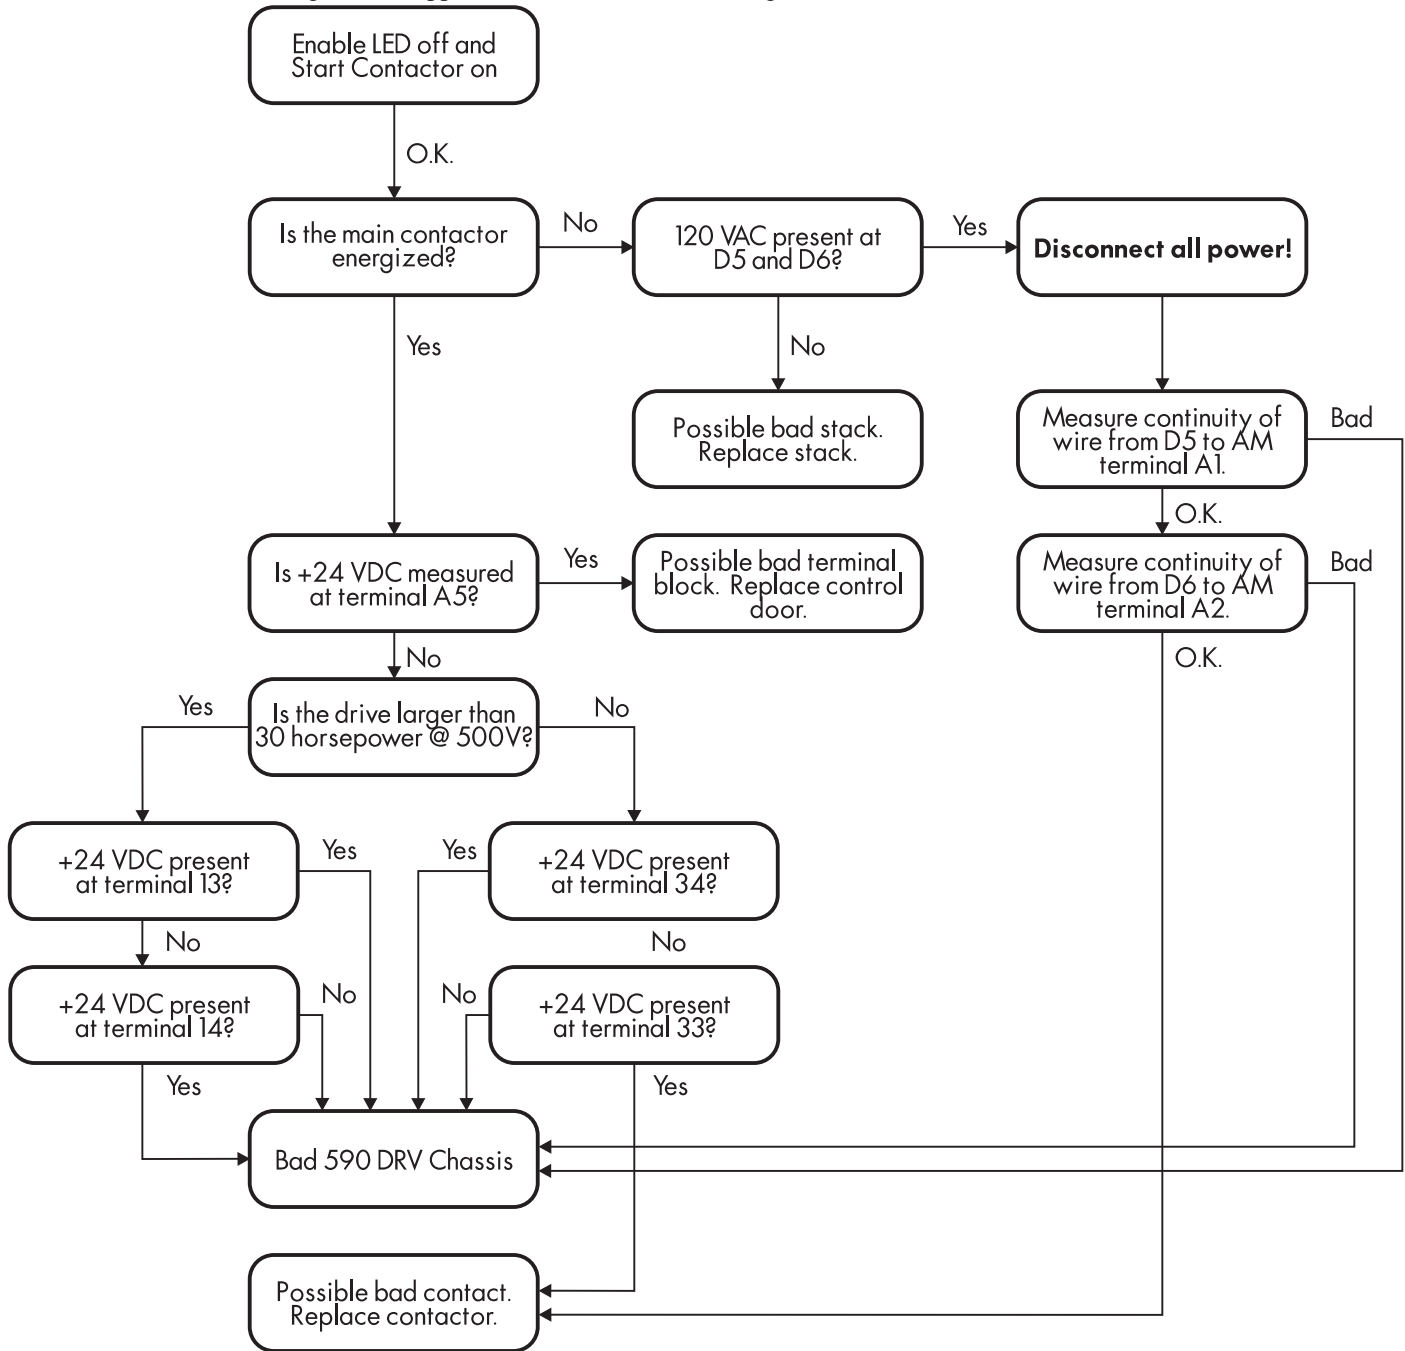 Enable LED off and
Start Contactor on
O.K.
Is the main contactor
energized?
No
120 VAC present at
D5 and D6?
Yes
Disconnect all power!
Yes
No
Possible bad stack.
Replace stack.
Measure continuity of
wire from D5 to AM
terminal A1.
Bad
O.K.
Is +24 VDC measured
at terminal A5?
Yes
Possible bad terminal
block. Replace control
door.
Measure continuity of
wire from D6 to AM
terminal A2.
Bad
No
O.K.
Is the drive larger than
30 horsepower @ 500V?
Yes
No
+24 VDC present
at terminal 13?
Yes
Yes
+24 VDC present
at terminal 34?
No
No
+24 VDC present
at terminal 14?
No
No
+24 VDC present
at terminal 33?
Yes
Yes
Bad 590 DRV Chassis
Possible bad contact.
Replace contactor.